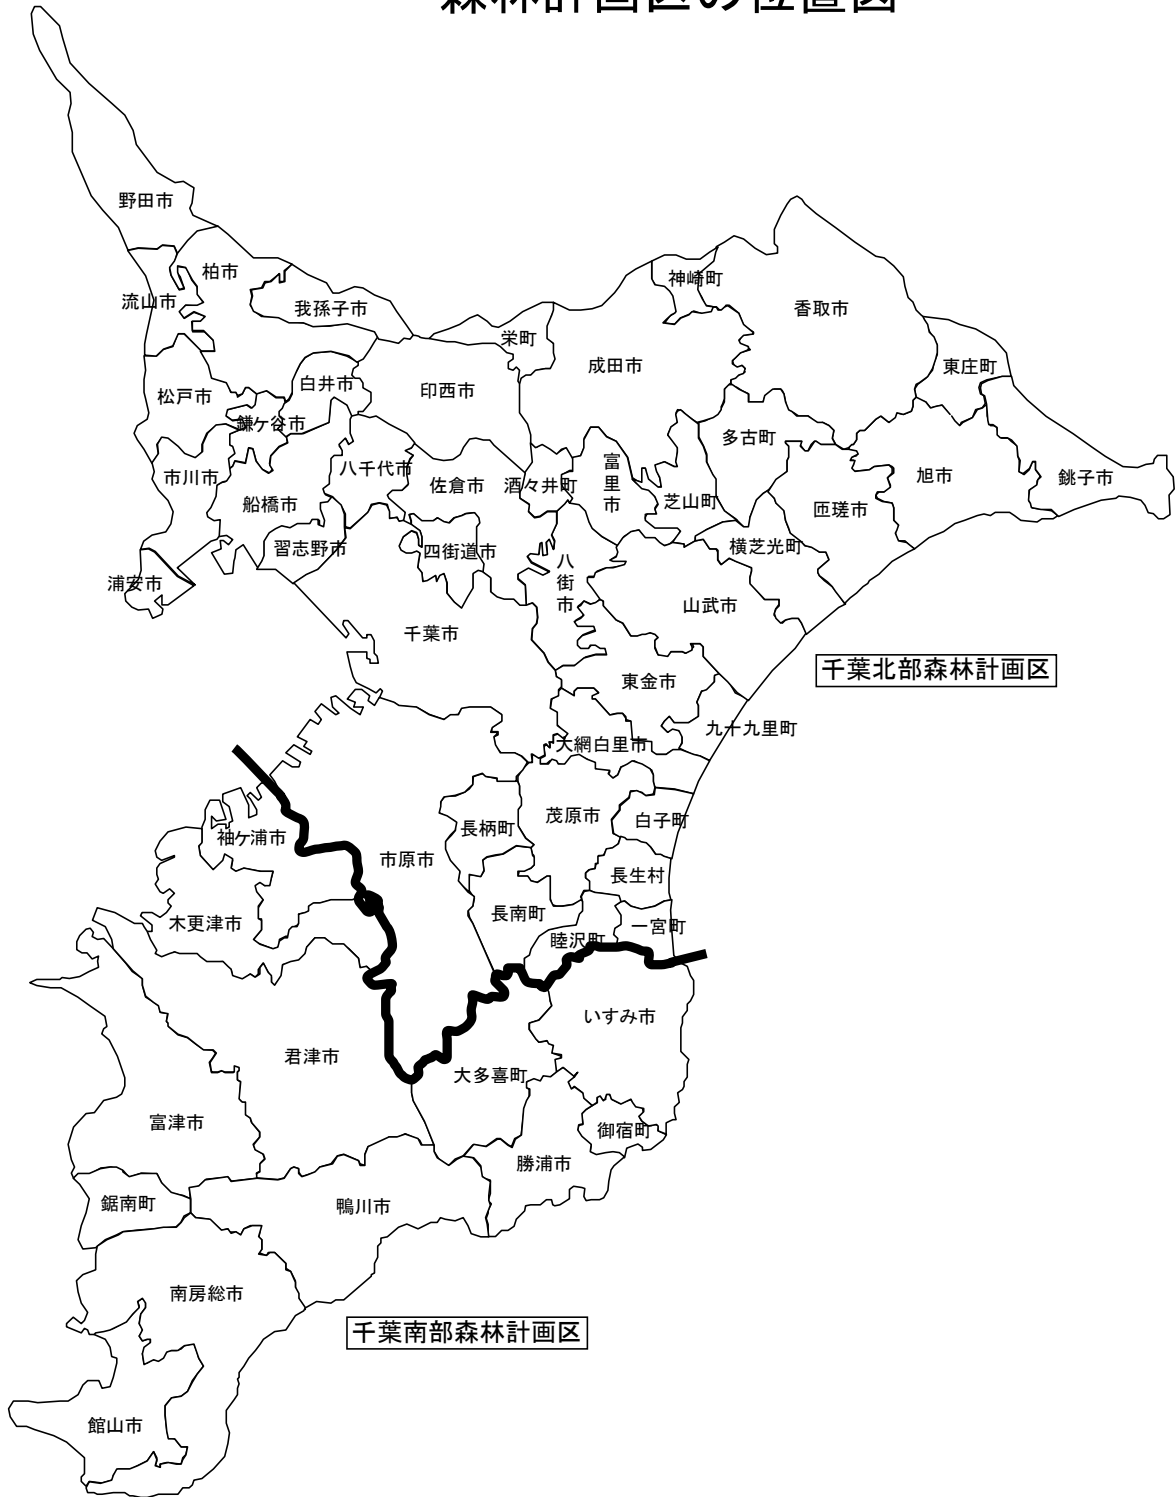 森林計画区の位置図
野田市
柏市
流山市
我孫子市
神崎町
香取市
栄町
成田市
東庄町
松戸市
白井市
印西市
鎌ケ谷市
多古町
市川市
八千代市
佐倉市
酒々井町
富里市
旭市
銚子市
船橋市
芝山町
匝瑳市
習志野市
四街道市
横芝光町
浦安市
八街市
山武市
千葉市
千葉北部森林計画区
東金市
九十九里町
大網白里市
茂原市
白子町
長柄町
袖ケ浦市
市原市
長生村
長南町
一宮町
木更津市
睦沢町
いすみ市
君津市
大多喜町
富津市
御宿町
勝浦市
鋸南町
鴨川市
南房総市
千葉南部森林計画区
館山市